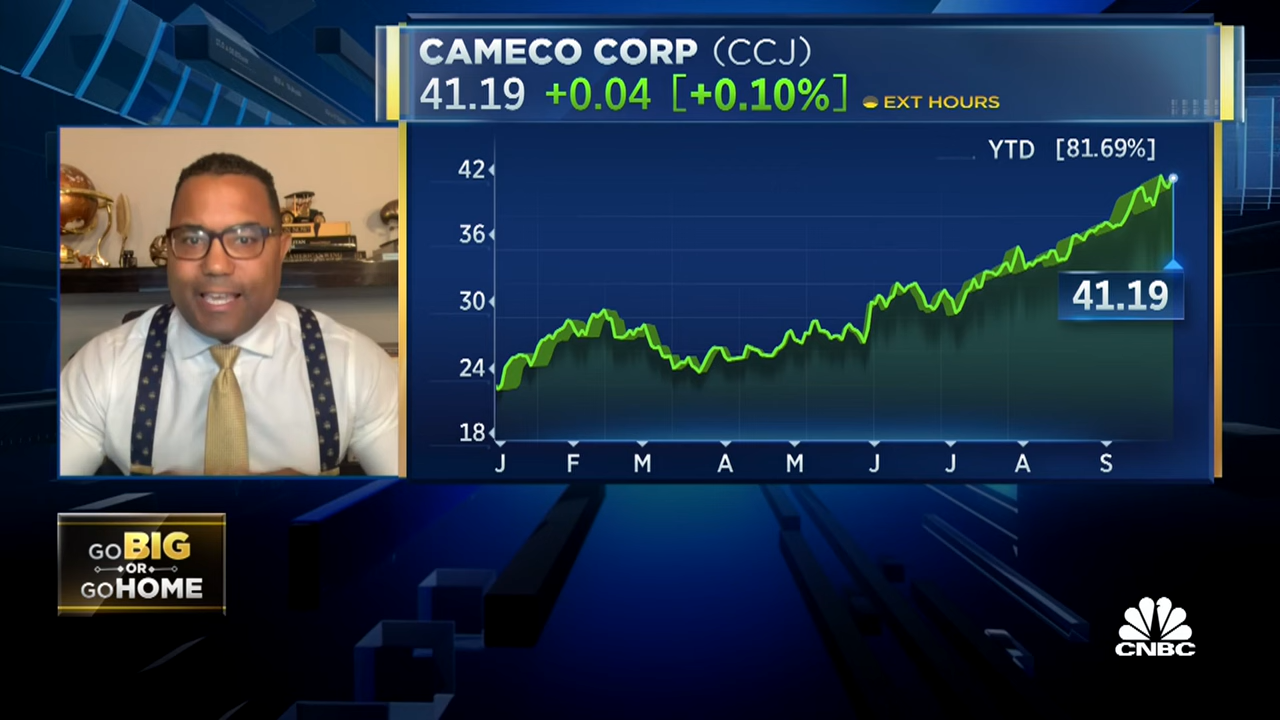 CAMECO CORP (CCJ)
41.19 +0.04 [+0.10%] EXT HOURS
YTD [81.69%]
42
36
30
24
18
41.19
J F M A M J J A S
GO BIG
OR
GO HOME
CNBC